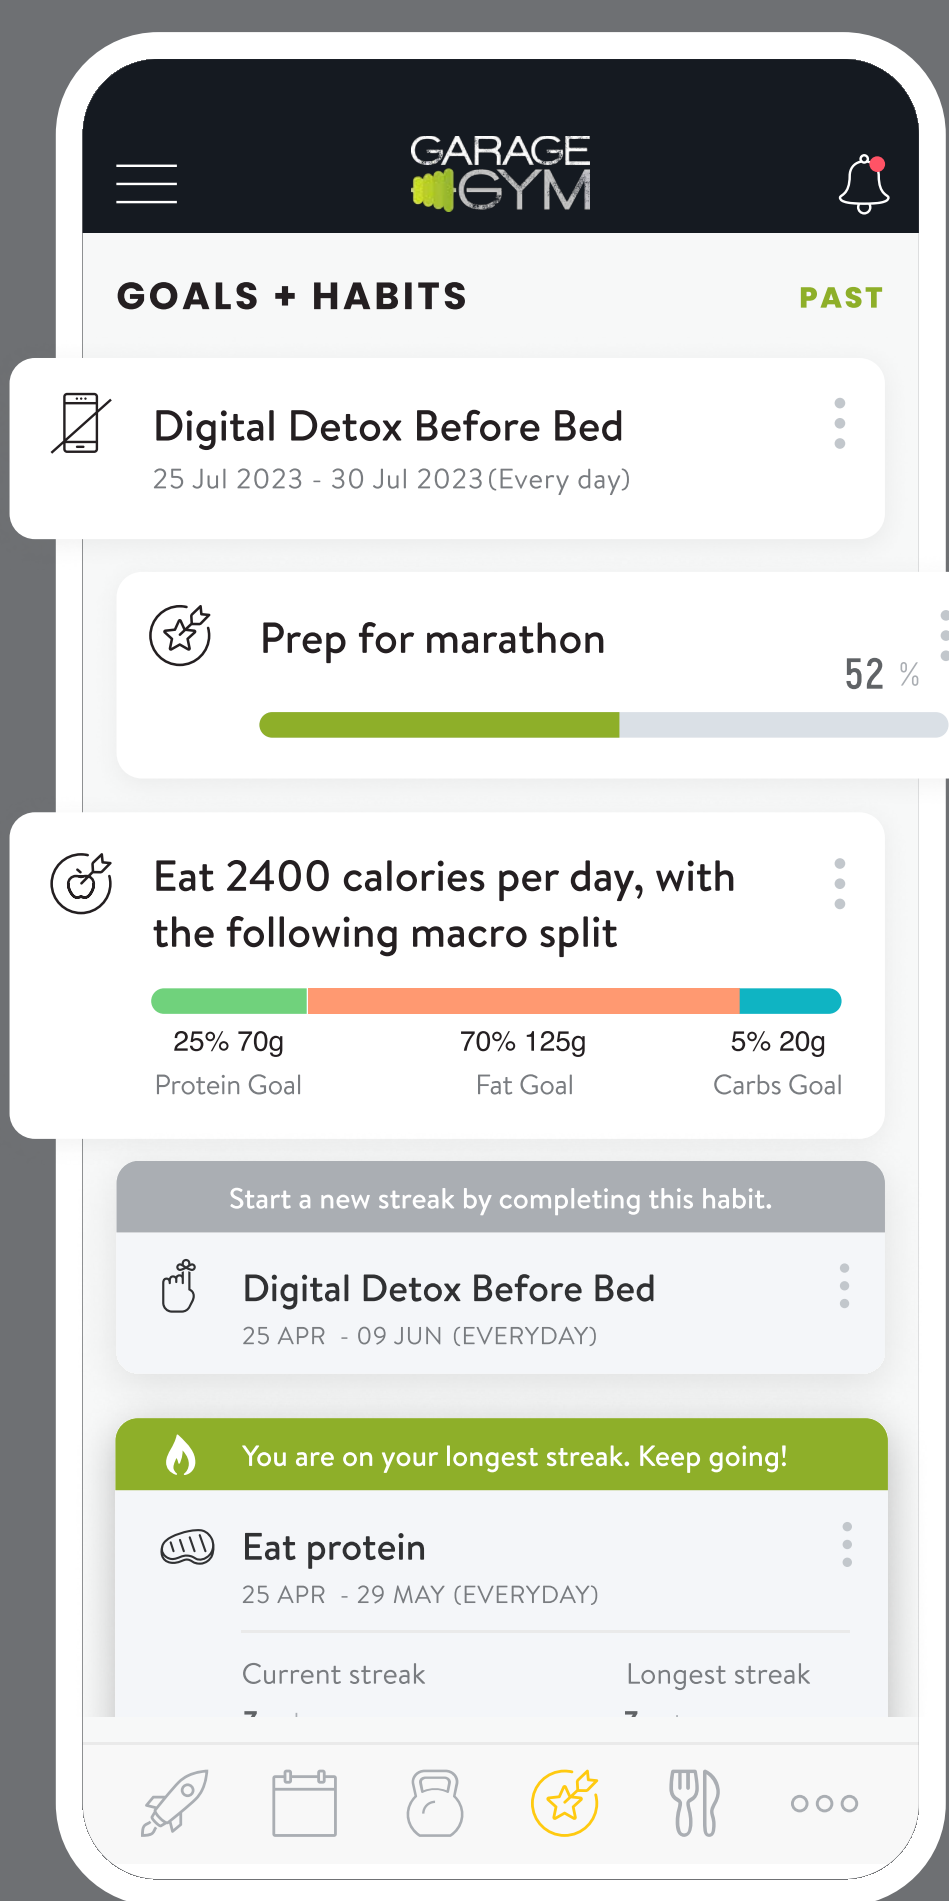 GARAGE
GYM
GOALS + HABITS
PAST
Digital Detox Before Bed
25 Jul 2023 - 30 Jul 2023(Every day)
Prep for marathon
52 %
Eat 2400 calories per day, with
the following macro split
25% 70g
70% 125g
5% 20g
Protein Goal
Fat Goal
Carbs Goal
Start a new streak by completing this habit.
Digital Detox Before Bed
25 APR - 09 JUN (EVERYDAY)
You are on your longest streak. Keep going!
Eat protein
25 APR - 29 MAY (EVERYDAY)
Current streak
Longest streak